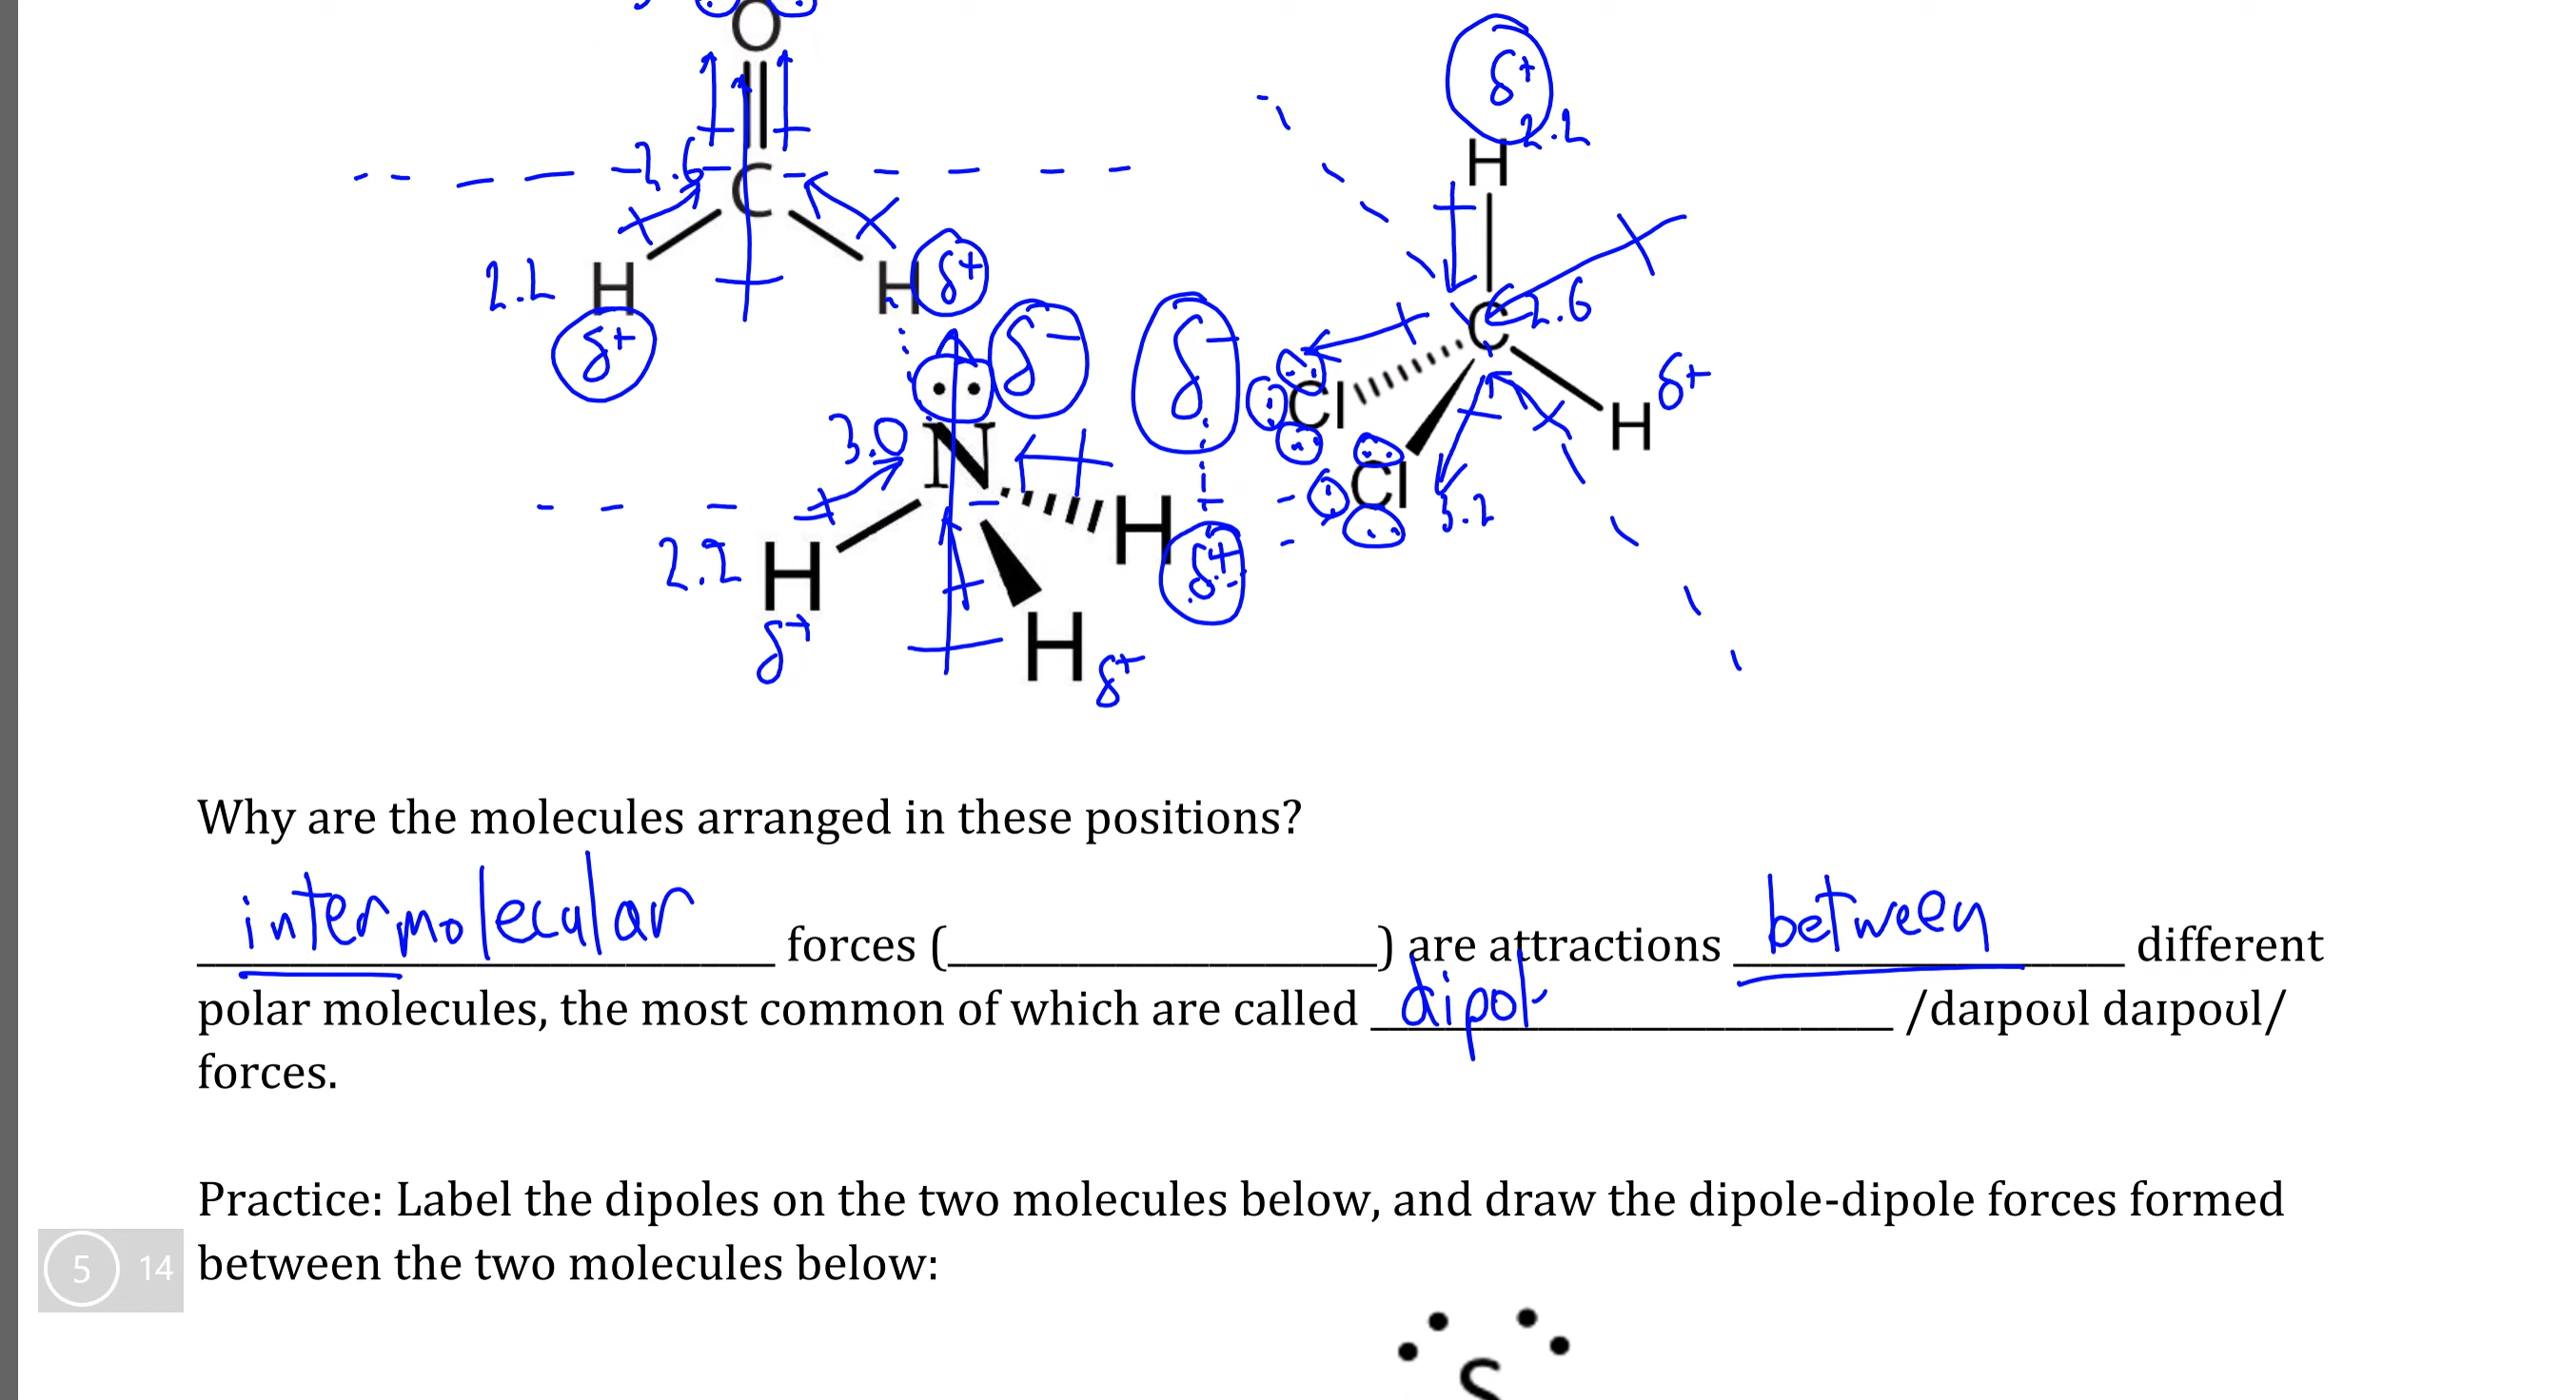 O
δ+
2.2
H
2.6
C
2.2
H
H
δ+
δ+
δ-
δ-
C
2.6
Cl
H
δ+
3.0
N
Cl
3.2
2.2
H
H
δ+
δ+
H
δ+
Why are the molecules arranged in these positions?
intermolecular forces (____) are attractions between different
polar molecules, the most common of which are called dipol /daɪpoʊl daɪpoʊl/
forces.
Practice: Label the dipoles on the two molecules below, and draw the dipole-dipole forces formed
5 14 between the two molecules below:
S